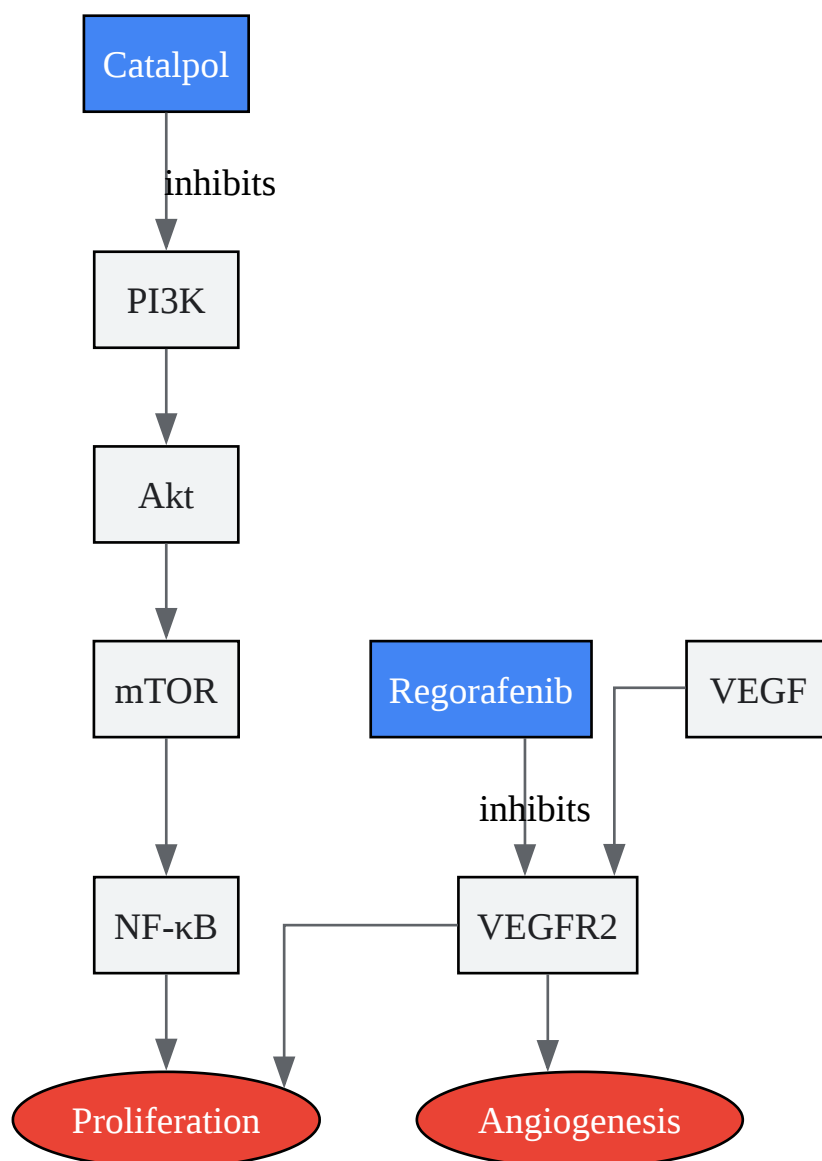 Catalpol
inhibits
PI3K
Akt
mTOR
Regorafenib
VEGF
inhibits
NF-κB
VEGFR2
Proliferation
Angiogenesis